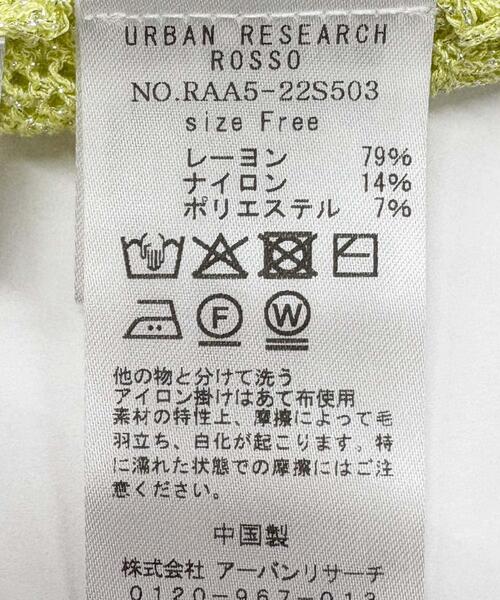 URBAN RESEARCH
ROSSO
NO.RAA5-22S503
size Free
レーヨン 79%
ナイロン 14%
ポリエステル 7%
F W
他の物と分けて洗う
アイロン掛けはあて布使用
素材の特性上、摩擦によって毛
羽立ち、白化が起こります。特
に濡れた状態での摩擦にはご注
意ください。
中国製
株式会社 アーバンリサーチ
0120-967-013